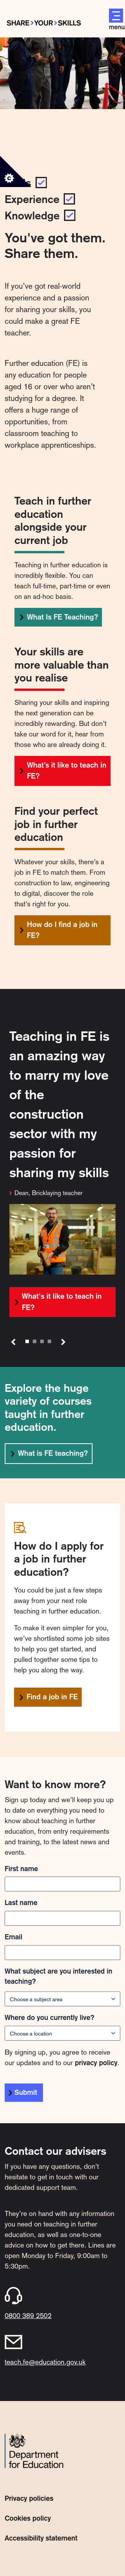 SHARE>YOUR>SKILLS
menu
Experience
Knowledge
You've got them.
Share them.
If you've got real-world
experience and a passion
for sharing your skills, you
could make a great FE
teacher.
Further education (FE) is
any education for people
aged 16 or over who aren't
studying for a degree. It
offers a huge range of
opportunities, from
classroom teaching to
workplace apprenticeships.
Teach in further
education
alongside your
current job
Teaching in further education is
incredibly flexible. You can
teach full-time, part-time or even
on an ad-hoc basis.
What Is FE Teaching?
Your skills are
more valuable than
you realise
Sharing your skills and inspiring
the next generation can be
incredibly rewarding. But don't
take our word for it, hear from
those who are already doing it.
What's it like to teach in
FE?
Find your perfect
job in further
education
Whatever your skills, there's a
job in FE to match them. From
construction to law, engineering
to digital, discover the role
that's right for you.
How do I find a job in
FE?
Teaching in FE is
an amazing way
to marry my love
of the
construction
sector with my
passion for
sharing my skills
Dean, Bricklaying teacher
What's it like to teach in
FE?
Explore the huge
variety of courses
taught in further
education.
What is FE teaching?
How do I apply for
a job in further
education?
You could be just a few steps
away from your next role
teaching in further education.
To make it even simpler for you,
we've shortlisted some job sites
to help you get started, and
pulled together some tips to
help you along the way.
Find a job in FE
Want to know more?
Sign up today and we'll keep you up
to date on everything you need to
know about teaching in further
education, from entry requirements
and training, to the latest news and
events.
First name
Last name
Email
What subject are you interested in
teaching?
Choose a subject area
Where do you currently live?
Choose a location
By signing up, you agree to receive
our updates and to our privacy policy.
Submit
Contact our advisers
If you have any questions, don't
hesitate to get in touch with our
dedicated support team.
They're on hand with any information
you need on teaching in further
education, as well as one-to-one
advice on how to get there. Lines are
open Monday to Friday, 9:00am to
5:30pm.
0800 389 2502
teach.fe@education.gov.uk
Department
for Education
Privacy policies
Cookies policy
Accessibility statement